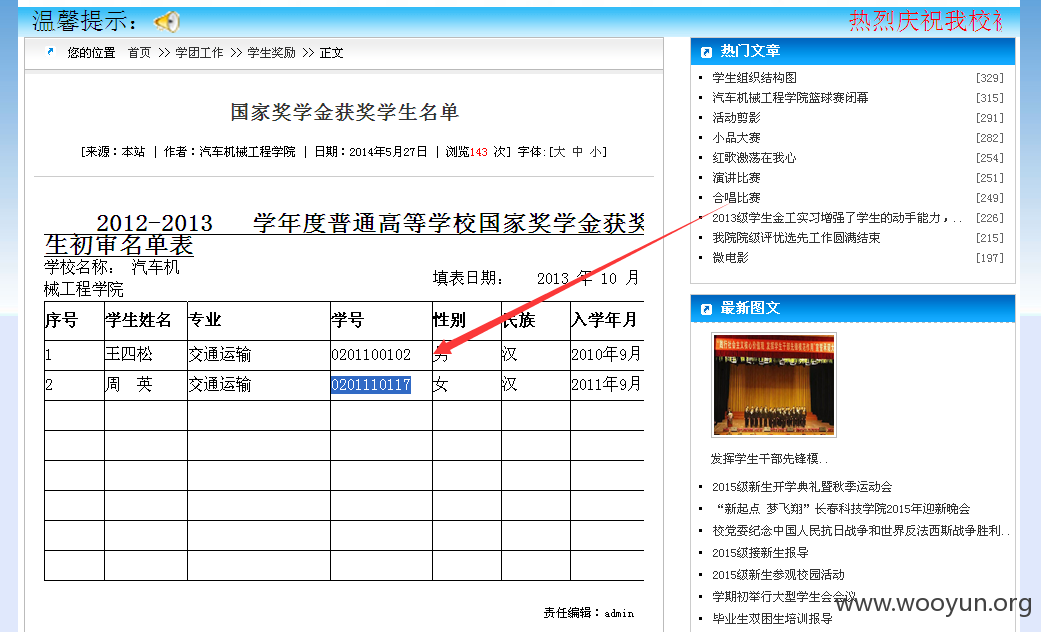 温馨提示：
热烈庆祝我校被
您的位置 首页 >> 学团工作 >> 学生奖励 >> 正文
国家奖学金获奖学生名单
[来源：本站 | 作者：汽车机械工程学院 | 日期：2014年5月27日 | 浏览143 次] 字体:[大 中 小]
2012-2013 学年度普通高等学校国家奖学金获奖
生初审名单表
学校名称： 汽车机
械工程学院
填表日期： 2013 年 10 月
序号 学生姓名 专业 学号 性别 民族 入学年月
1 王四松 交通运输 0201100102 男 汉 2010年9月
2 周 英 交通运输 0201110117 女 汉 2011年9月
责任编辑：admin
热门文章
学生组织结构图 [329]
汽车机械工程学院篮球赛闭幕 [315]
活动剪影 [291]
小品大赛 [282]
红歌激荡在我心 [254]
演讲比赛 [251]
合唱比赛 [249]
2013级学生金工实习增强了学生的动手能力，.. [226]
我院院级评优选先工作圆满结束 [215]
微电影 [197]
最新图文
发挥学生干部先锋模..
2015级新生开学典礼暨秋季运动会
“新起点 梦飞翔”长春科技学院2015年迎新晚会
校党委纪念中国人民抗日战争和世界反法西斯战争胜利..
2015级接新生报导
2015级新生参观校园活动
学期初举行大型学生会会议
毕业生双困生培训报导
www.wooyun.org